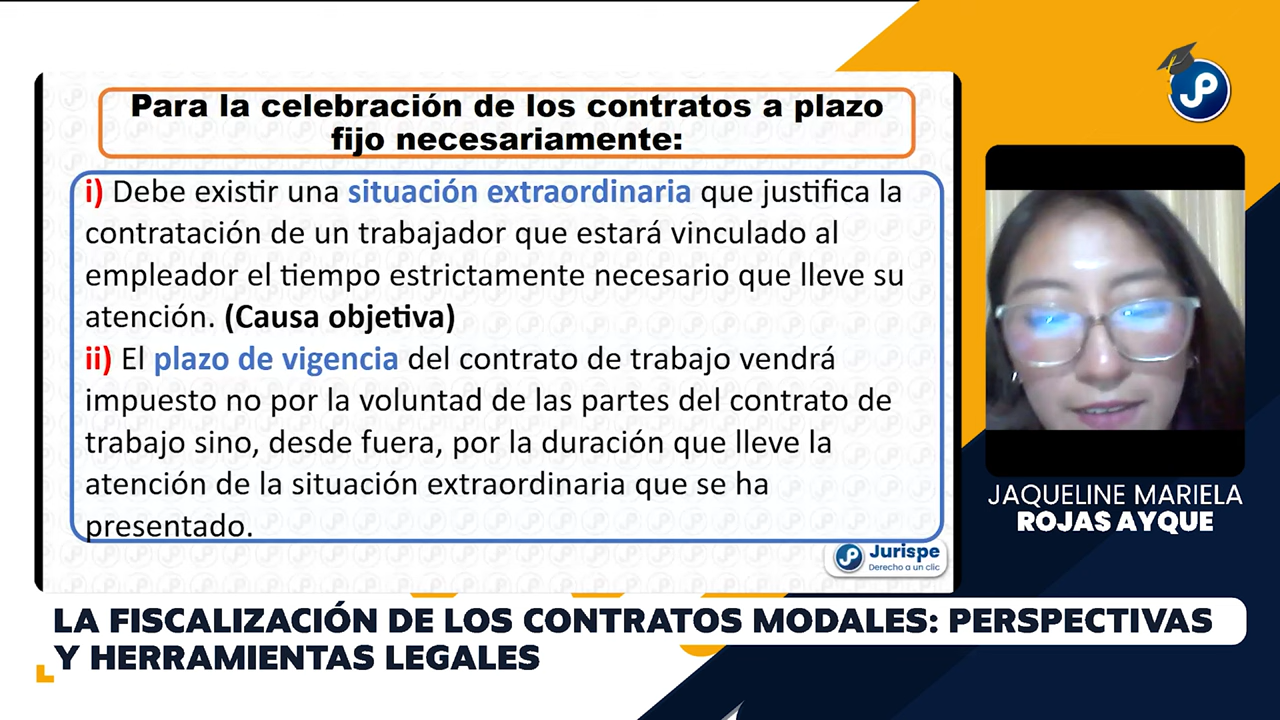 Para la celebración de los contratos a plazo
fijo necesariamente:
i) Debe existir una situación extraordinaria que justifica la
contratación de un trabajador que estará vinculado al
empleador el tiempo estrictamente necesario que lleve su
atención. (Causa objetiva)
ii) El plazo de vigencia del contrato de trabajo vendrá
impuesto no por la voluntad de las partes del contrato de
trabajo sino, desde fuera, por la duración que lleve la
atención de la situación extraordinaria que se ha
presentado.
JP Jurispe
Derecho a un clic
JP
JAQUELINE MARIELA
ROJAS AYQUE
LA FISCALIZACIÓN DE LOS CONTRATOS MODALES: PERSPECTIVAS
Y HERRAMIENTAS LEGALES